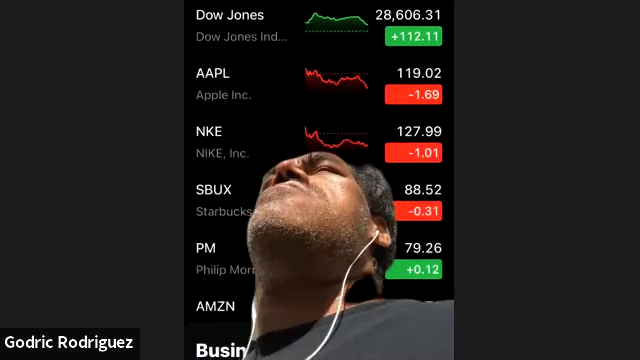 Dow Jones 28,606.31
Dow Jones Ind... +112.11
AAPL 119.02
Apple Inc. -1.69
NKE 127.99
NIKE, Inc. -1.01
SBUX 88.52
Starbucks -0.31
PM 79.26
Philip +0.12
AMZN
Godric Rodriguez